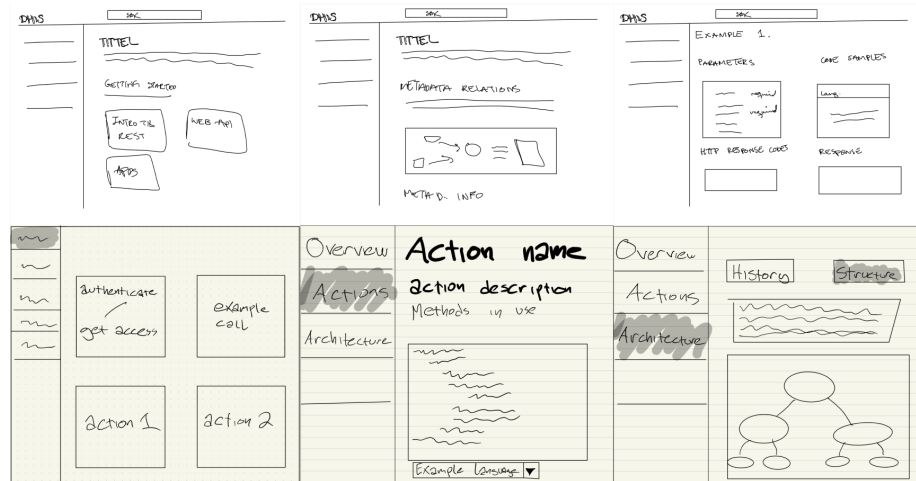 DHIS
SØK
TITTEL
GETTING STARTED
INTRO TIL
REST
WEB-API
APPS
DHIS
SØK
TITTEL
METADATA RELATIONS
METAD. INFO
DHIS
SØK
EXAMPLE 1.
PARAMETERS
CODE SAMPLES
required
required
Lang.
HTTP RESPONSE CODES
RESPONSE
authenticate
get access
example
call
action 1
action 2
Overview
Actions
Architecture
Action name
action description
Methods in use
Example Language
Overview
Actions
Architecture
History
Structure